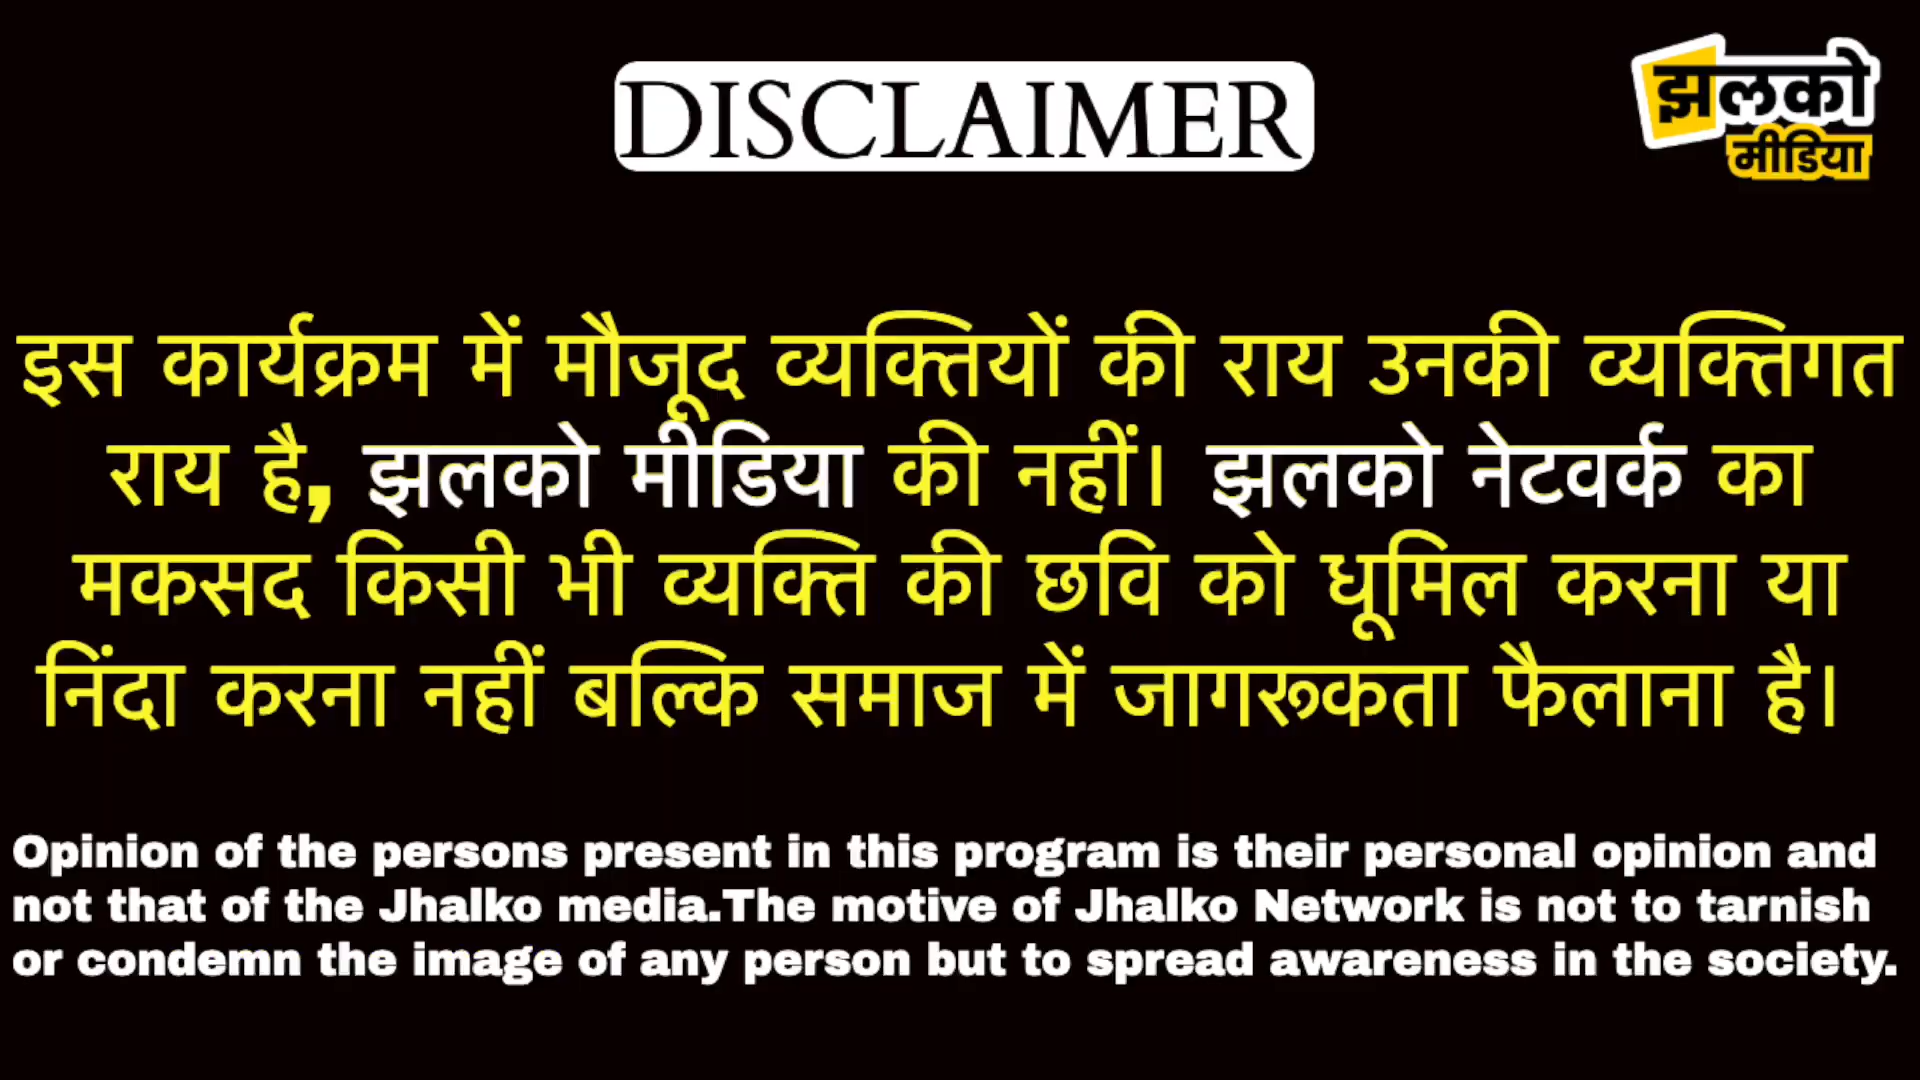 DISCLAIMER
झलको
मीडिया
इस कार्यक्रम में मौजूद व्यक्तियों की राय उनकी व्यक्तिगत
राय है, झलको मीडिया की नहीं। झलको नेटवर्क का
मकसद किसी भी व्यक्ति की छवि को धूमिल करना या
निंदा करना नहीं बल्कि समाज में जागरूकता फैलाना है।
Opinion of the persons present in this program is their personal opinion and
not that of the Jhalko media.The motive of Jhalko Network is not to tarnish
or condemn the image of any person but to spread awareness in the society.